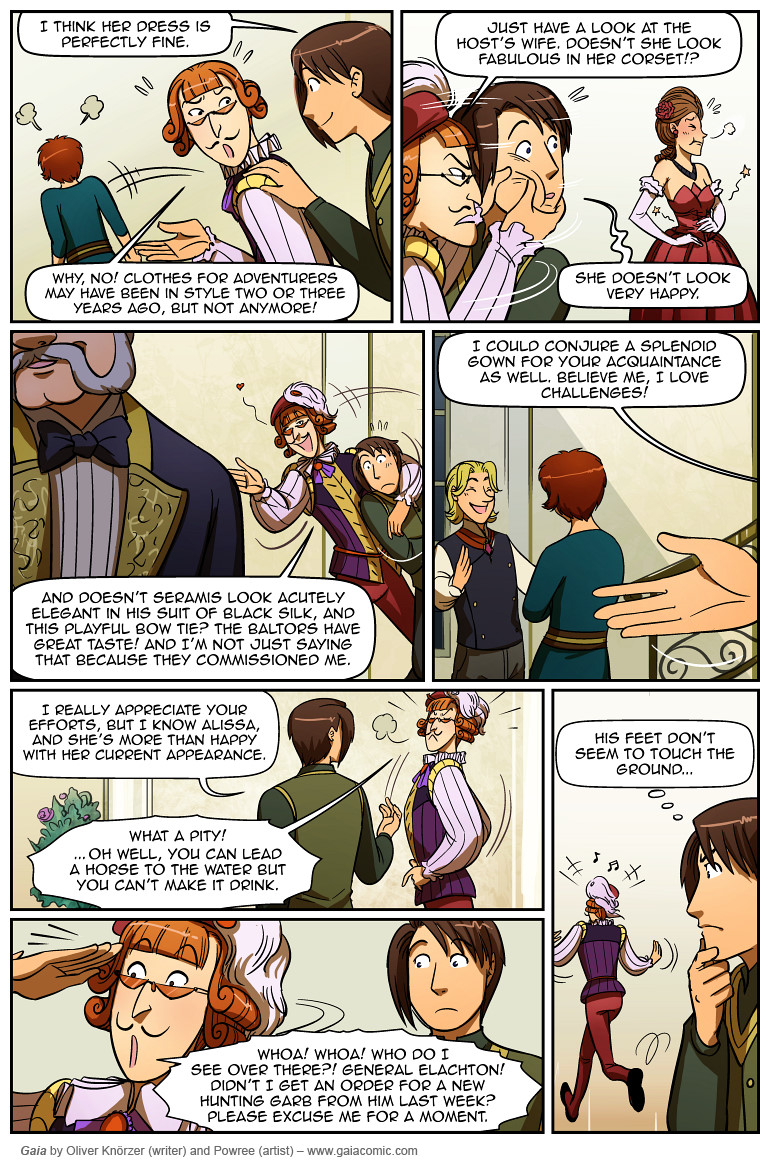 I THINK HER DRESS IS
PERFECTLY FINE.
WHY, NO! CLOTHES FOR ADVENTURERS
MAY HAVE BEEN IN STYLE TWO OR THREE
YEARS AGO, BUT NOT ANYMORE!
JUST HAVE A LOOK AT THE
HOST'S WIFE. DOESN'T SHE LOOK
FABULOUS IN HER CORSET!?
SHE DOESN'T LOOK
VERY HAPPY.
AND DOESN'T SERAMIS LOOK ACUTELY
ELEGANT IN HIS SUIT OF BLACK SILK, AND
THIS PLAYFUL BOW TIE? THE BALTORS HAVE
GREAT TASTE! AND I'M NOT JUST SAYING
THAT BECAUSE THEY COMMISSIONED ME.
I COULD CONJURE A SPLENDID
GOWN FOR YOUR ACQUAINTANCE
AS WELL. BELIEVE ME, I LOVE
CHALLENGES!
I REALLY APPRECIATE YOUR
EFFORTS, BUT I KNOW ALISSA,
AND SHE'S MORE THAN HAPPY
WITH HER CURRENT APPEARANCE.
WHAT A PITY!
...OH WELL, YOU CAN LEAD
A HORSE TO THE WATER BUT
YOU CAN'T MAKE IT DRINK.
WHOA! WHOA! WHO DO I
SEE OVER THERE?! GENERAL ELACHTON!
DIDN'T I GET AN ORDER FOR A NEW
HUNTING GARB FROM HIM LAST WEEK?
PLEASE EXCUSE ME FOR A MOMENT.
HIS FEET DON'T
SEEM TO TOUCH THE
GROUND...
Gaia by Oliver Knörzer (writer) and Powree (artist) – www.gaiacomic.com